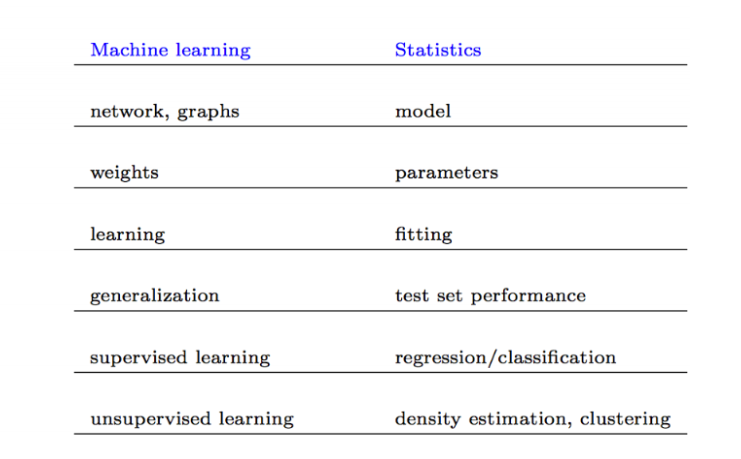 Machine learning Statistics
network, graphs model
weights parameters
learning fitting
generalization test set performance
supervised learning regression/classification
unsupervised learning density estimation, clustering